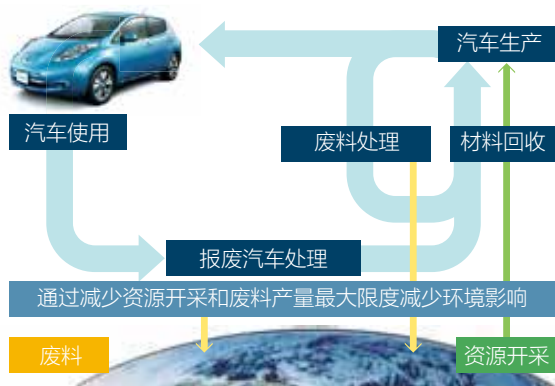 汽车生产
汽车使用
废料处理
材料回收
报废汽车处理
通过减少资源开采和废料产量最大限度减少环境影响
废料
资源开采